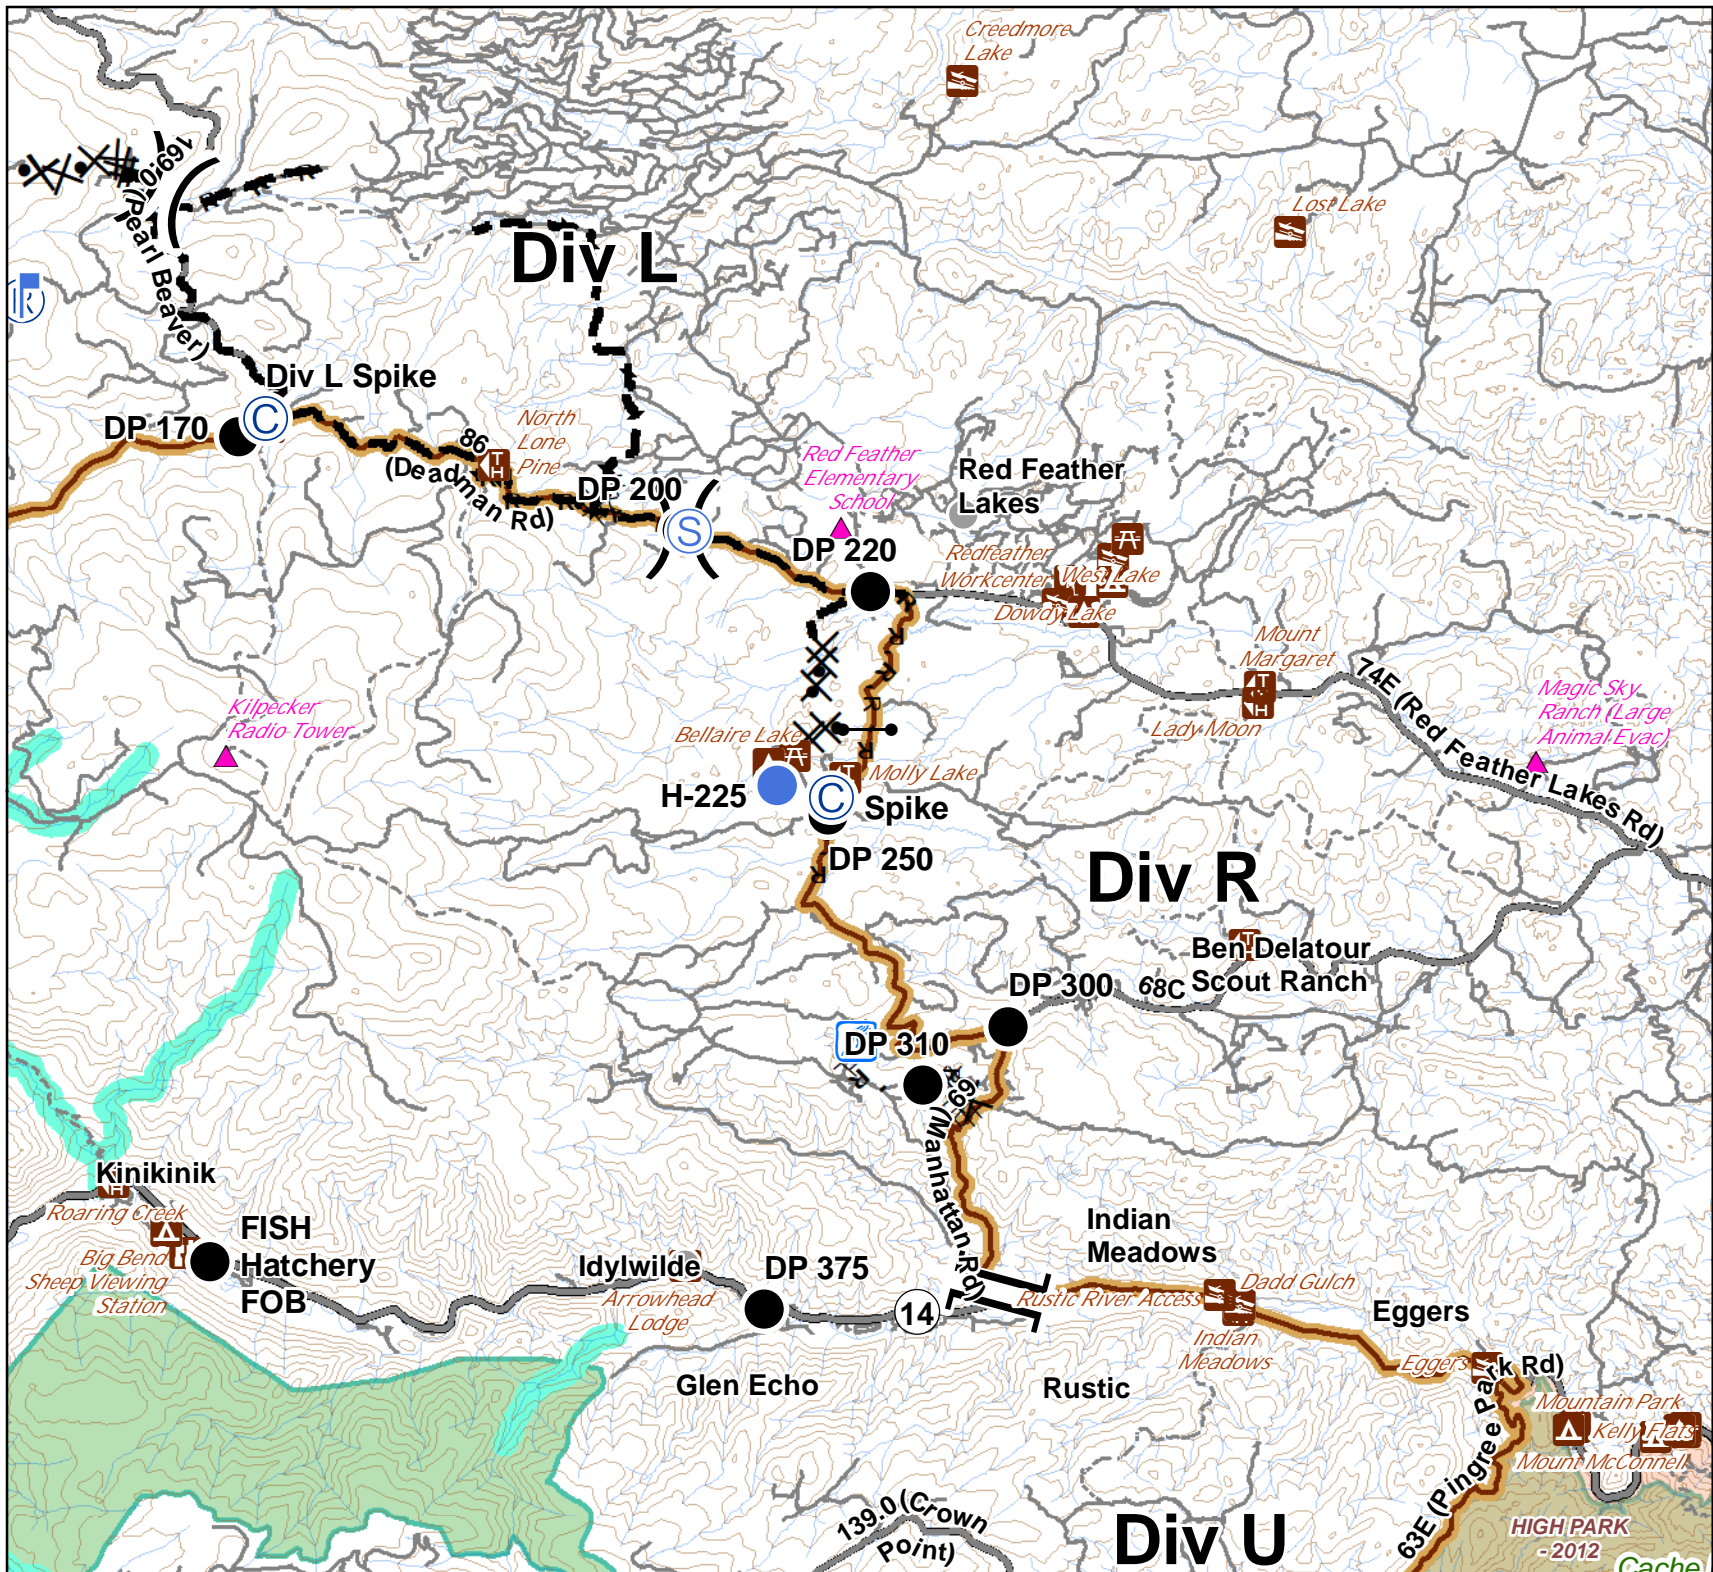 Creedmore
Lake
Lost Lake
169.0
(Pearl Beaver)
Div L
R
Div L Spike
C
DP 170
86
(Deadman Rd)
North
Lone
Pine
T
H
DP 200
S
Red Feather
Elementary
School
Red Feather
Lakes
DP 220
Redfeather
Workcenter
West Lake
Dowdy Lake
Mount
Margaret
T
H
Lady Moon
74E (Red Feather Lakes Rd)
Magic Sky
Ranch (Large
Animal Evac)
Kilpecker
Radio Tower
R
R
R
R
R
Bellaire Lake
Molly Lake
H-225
C
Spike
DP 250
R
Div R
Ben Delatour
Scout Ranch
68C
DP 300
DP 310
R
69
(Manhattan Rd)
Kinikinik
Roaring Creek
Big Bend
Sheep Viewing
Station
FISH
Hatchery
FOB
Idylwilde
Arrowhead
Lodge
DP 375
14
Indian
Meadows
Rustic River Access
Dadd Gulch
Indian
Meadows
Eggers
Eggers
Glen Echo
Rustic
63E (Pingree Park Rd)
Mountain Park
Kelly Flats
Mount McConnell
139.0 (Crown
Point)
Div U
HIGH PARK
- 2012
Cache